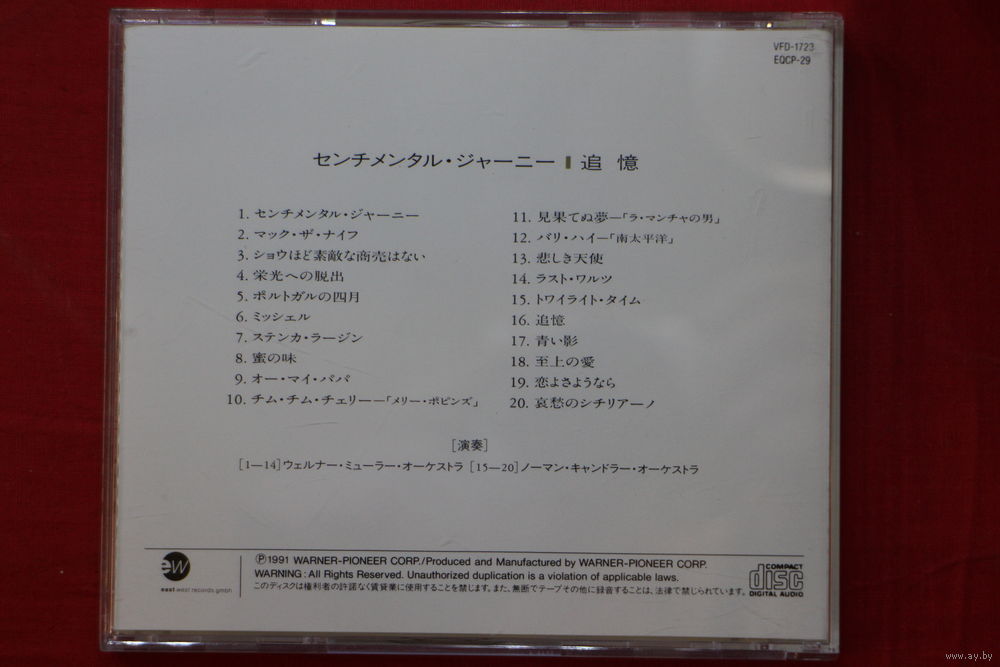 VFD-1723
EQCP-29
センチメンタル・ジャーニー ▮ 追憶
1. センチメンタル・ジャーニー
2. マック・ザ・ナイフ
3. ショウほど素敵な商売はない
4. 栄光への脱出
5. ポルトガルの四月
6. ミッシェル
7. ステンカ・ラージン
8. 蜜の味
9. オー・マイ・パパ
10. チム・チム・チェリー―「メリー・ポピンズ」
11. 見果てぬ夢―「ラ・マンチャの男」
12. バリ・ハイ―「南太平洋」
13. 悲しき天使
14. ラスト・ワルツ
15. トワイライト・タイム
16. 追憶
17. 青い影
18. 至上の愛
19. 恋よさようなら
20. 哀愁のシチリアーノ
[演奏]
[1―14]ウェルナー・ミューラー・オーケストラ [15―20]ノーマン・キャンドラー・オーケストラ
ew
east west records gmbh
Ⓟ1991 WARNER-PIONEER CORP./Produced and Manufactured by WARNER-PIONEER CORP.
WARNING: All Rights Reserved. Unauthorized duplication is a violation of applicable laws.
このディスクは権利者の許諾なく賃貸業に使用することを禁じます。また、無断でテープその他に録音することは、法律で禁じられています。
COMPACT
disc
DIGITAL AUDIO
www.ay.by